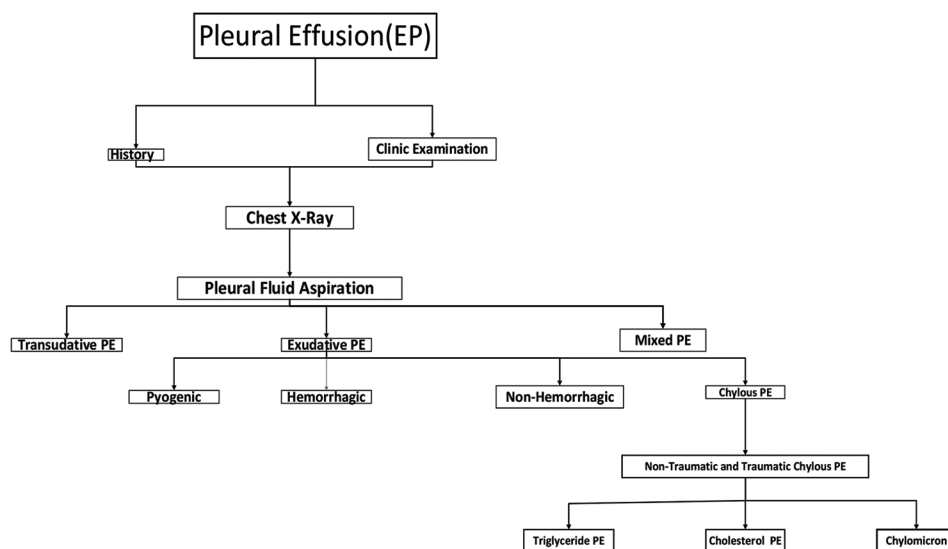 Pleural Effusion(EP)
History
Clinic Examination
Chest X-Ray
Pleural Fluid Aspiration
Transudative PE
Exudative PE
Mixed PE
Pyogenic
Hemorrhagic
Non-Hemorrhagic
Chylous PE
Non-Traumatic and Traumatic Chylous PE
Triglyceride PE
Cholesterol PE
Chylomicron